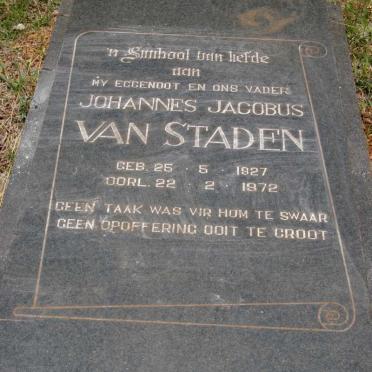 'n Simbool van liefde
aan
MY EGGENOOT EN ONS VADER
JOHANNES JACOBUS
VAN STADEN
GEB. 25 · 5 · 1927
OORL. 22 · 2 · 1972
GEEN TAAK WAS VIR HOM TE SWAAR
GEEN OPOFFERING OOIT TE GROOT